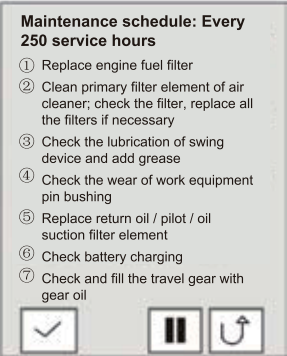 Maintenance schedule: Every
250 service hours
① Replace engine fuel filter
② Clean primary filter element of air
cleaner; check the filter, replace all
the filters if necessary
③ Check the lubrication of swing
device and add grease
④ Check the wear of work equipment
pin bushing
⑤ Replace return oil / pilot / oil
suction filter element
⑥ Check battery charging
⑦ Check and fill the travel gear with
gear oil